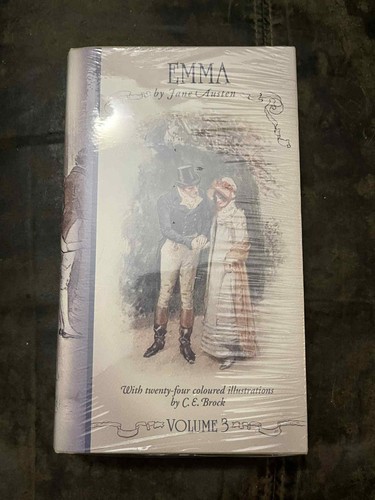 EMMA
by Jane Austen
With twenty-four coloured illustrations
by C. E. Brock
VOLUME 3